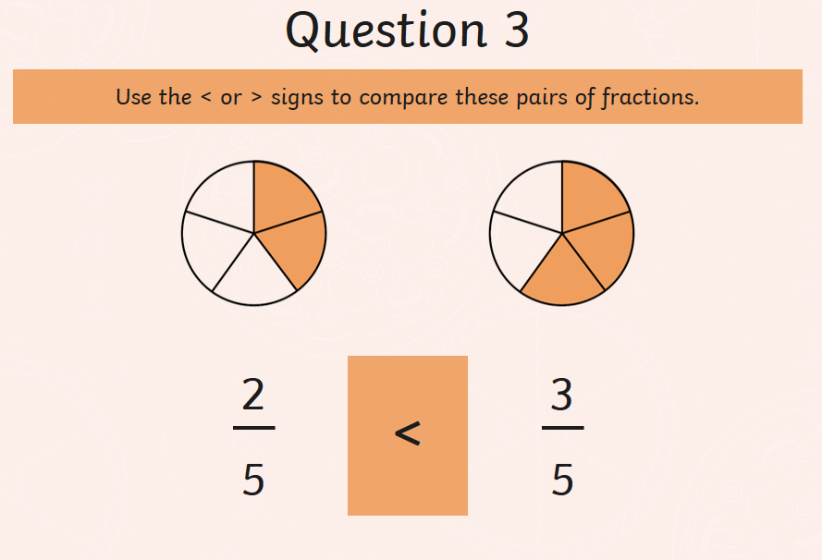 Question 3
Use the < or > signs to compare these pairs of fractions.
2
5
<
3
5